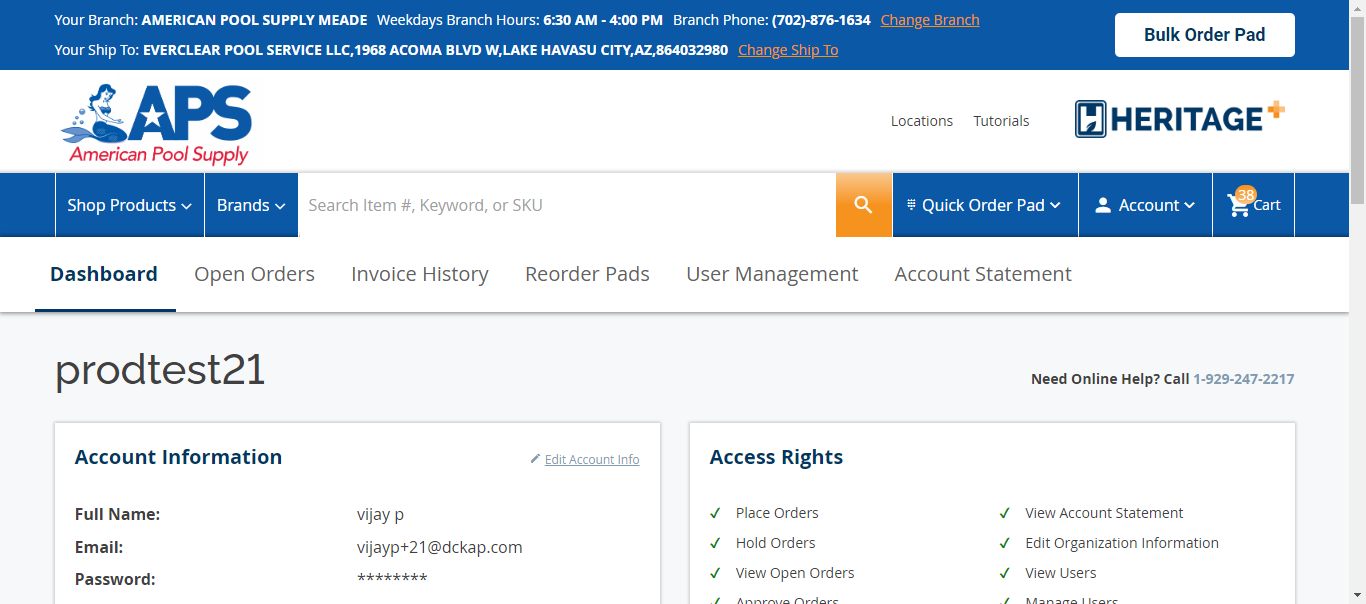 Your Branch: AMERICAN POOL SUPPLY MEADE Weekdays Branch Hours: 6:30 AM - 4:00 PM Branch Phone: (702)-876-1634 Change Branch
Your Ship To: EVERCLEAR POOL SERVICE LLC,1968 ACOMA BLVD W,LAKE HAVASU CITY,AZ,864032980 Change Ship To
Bulk Order Pad
APS
American Pool Supply
Locations Tutorials
HERITAGE+
Shop Products Brands Search Item #, Keyword, or SKU Quick Order Pad Account 38 Cart
Dashboard Open Orders Invoice History Reorder Pads User Management Account Statement
prodtest21
Need Online Help? Call 1-929-247-2217
Account Information Edit Account Info
Full Name: vijay p
Email: vijayp+21@dckap.com
Password: ********
Access Rights
Place Orders View Account Statement
Hold Orders Edit Organization Information
View Open Orders View Users
Approve Orders Manage Users